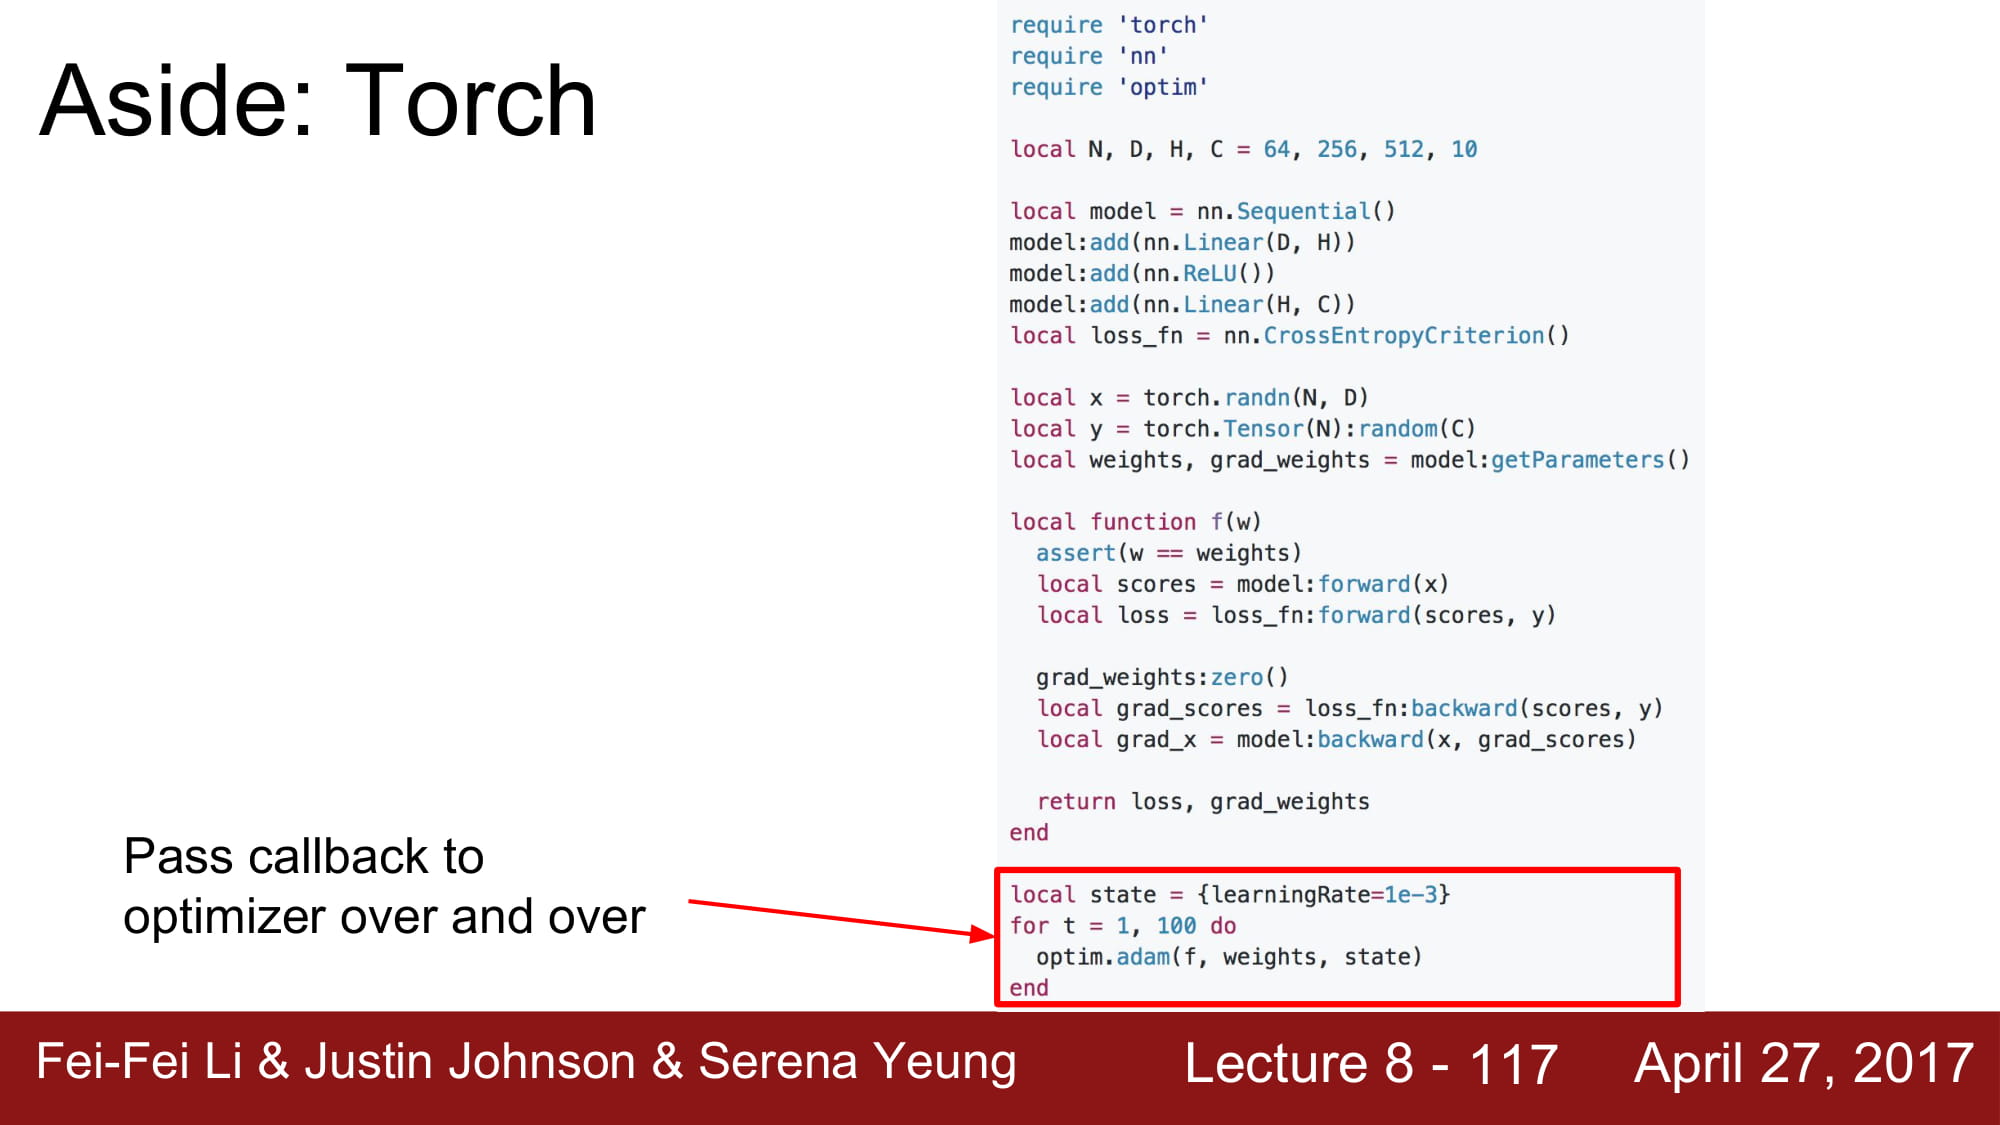 Aside: Torch
require 'torch'
require 'nn'
require 'optim'
local N, D, H, C = 64, 256, 512, 10
local model = nn.Sequential()
model:add(nn.Linear(D, H))
model:add(nn.ReLU())
model:add(nn.Linear(H, C))
local loss_fn = nn.CrossEntropyCriterion()
local x = torch.randn(N, D)
local y = torch.Tensor(N):random(C)
local weights, grad_weights = model:getParameters()
local function f(w)
  assert(w == weights)
  local scores = model:forward(x)
  local loss = loss_fn:forward(scores, y)
  grad_weights:zero()
  local grad_scores = loss_fn:backward(scores, y)
  local grad_x = model:backward(x, grad_scores)
  return loss, grad_weights
end
Pass callback to
optimizer over and over
local state = {learningRate=1e-3}
for t = 1, 100 do
  optim.adam(f, weights, state)
end
Fei-Fei Li & Justin Johnson & Serena Yeung
Lecture 8 - 117
April 27, 2017